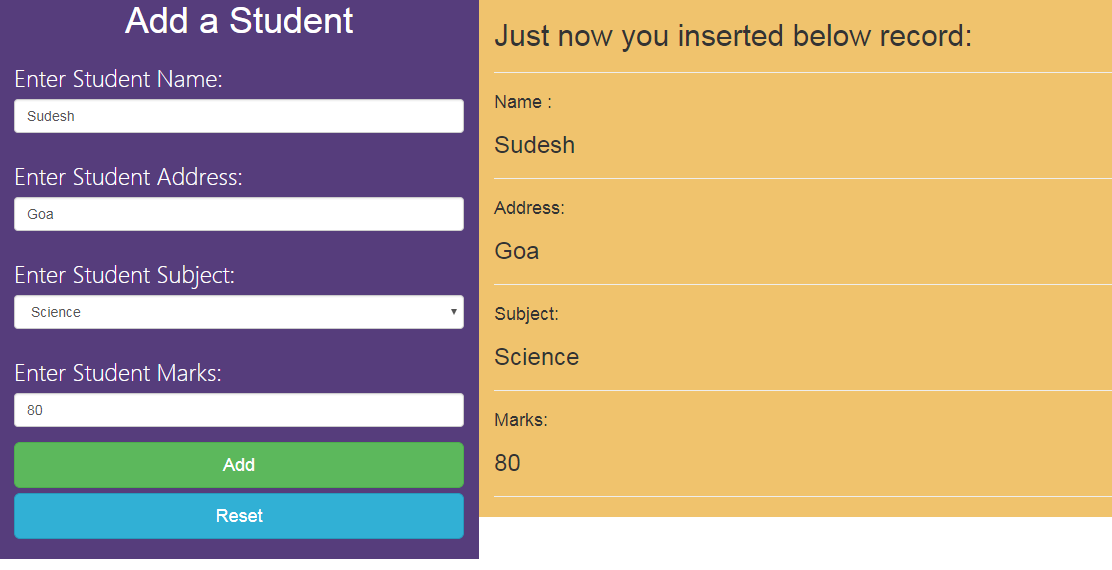 Add a Student
Enter Student Name:
Sudesh
Enter Student Address:
Goa
Enter Student Subject:
Science
Enter Student Marks:
80
Add
Reset
Just now you inserted below record:
Name :
Sudesh
Address:
Goa
Subject:
Science
Marks:
80